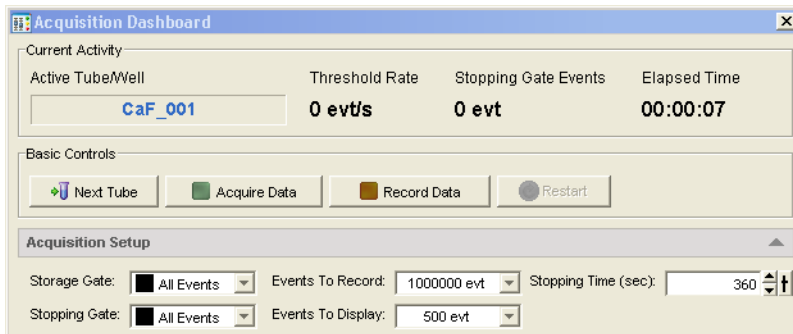 Acquisition Dashboard
Current Activity
Active Tube/Well Threshold Rate Stopping Gate Events Elapsed Time
CaF_001 0 evt/s 0 evt 00:00:07
Basic Controls
Next Tube Acquire Data Record Data Restart
Acquisition Setup
Storage Gate: All Events Events To Record: 1000000 evt Stopping Time (sec): 360
Stopping Gate: All Events Events To Display: 500 evt